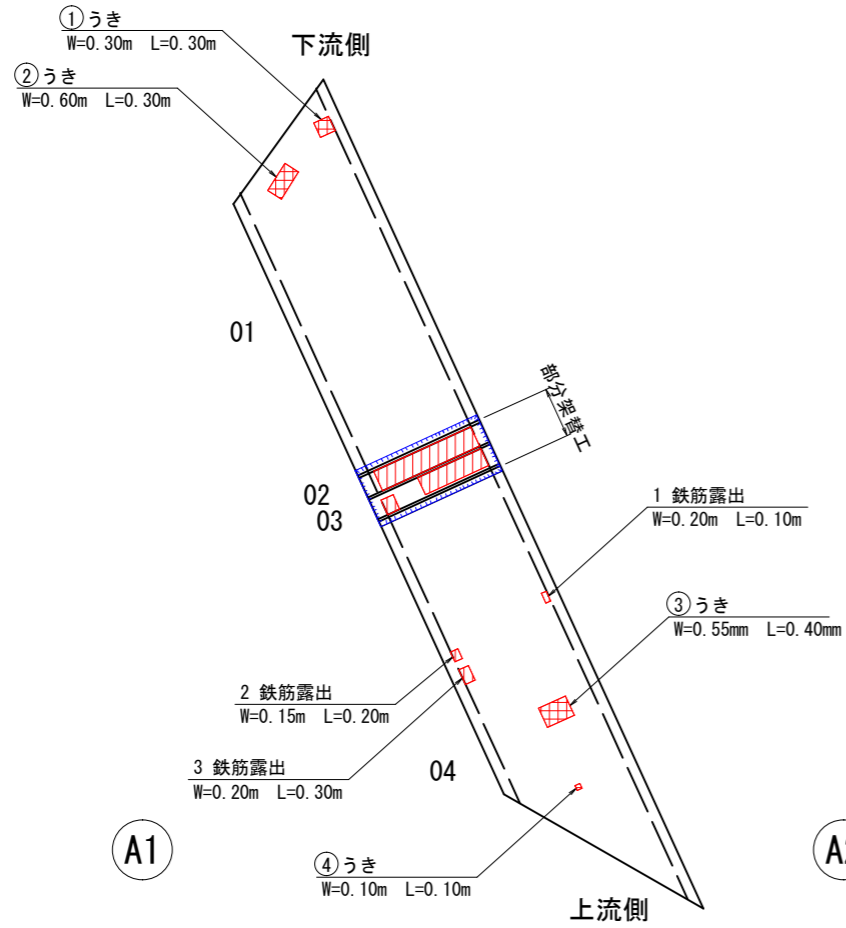 ①うき
W=0.30m L=0.30m
下流側
②うき
W=0.60m L=0.30m
01
部分架替工
02
03
1 鉄筋露出
W=0.20m L=0.10m
③うき
W=0.55mm L=0.40mm
2 鉄筋露出
W=0.15m L=0.20m
3 鉄筋露出
W=0.20m L=0.30m
04
A1
④うき
W=0.10m L=0.10m
上流側